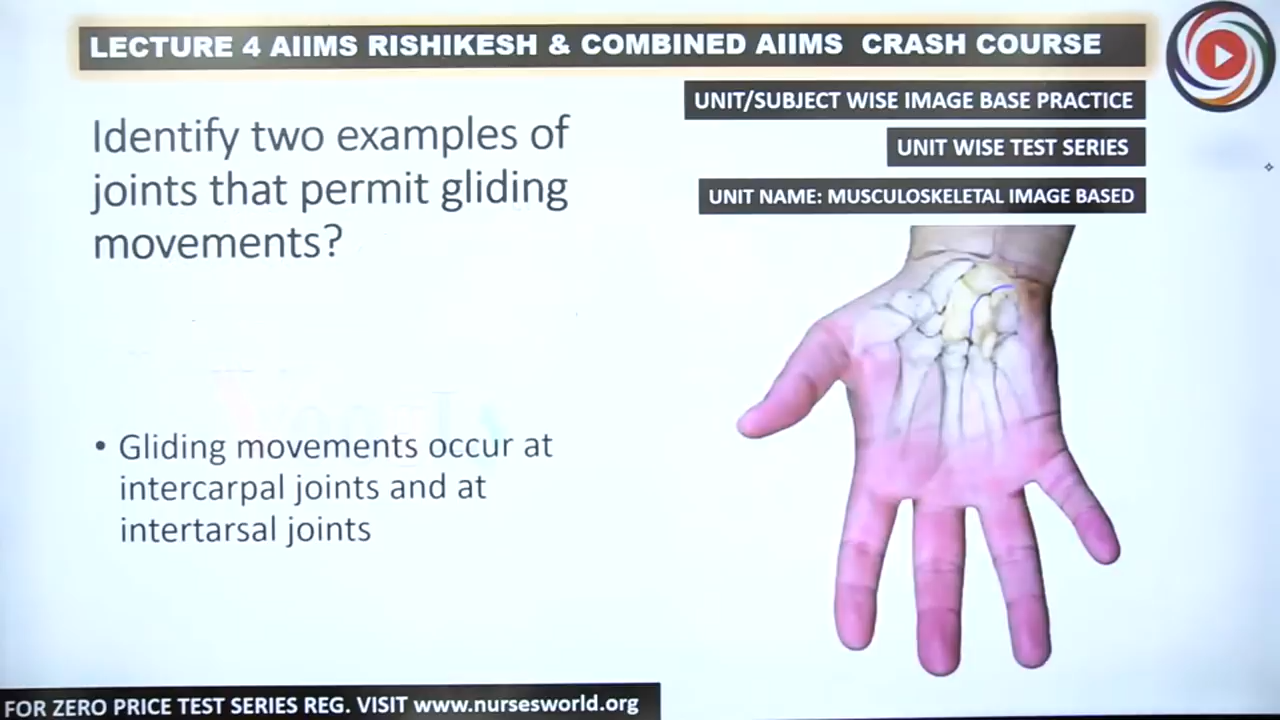 LECTURE 4 AIIMS RISHIKESH & COMBINED AIIMS CRASH COURSE
UNIT/SUBJECT WISE IMAGE BASE PRACTICE
UNIT WISE TEST SERIES
UNIT NAME: MUSCULOSKELETAL IMAGE BASED
Identify two examples of
joints that permit gliding
movements?
• Gliding movements occur at
intercarpal joints and at
intertarsal joints
FOR ZERO PRICE TEST SERIES REG. VISIT www.nursesworld.org